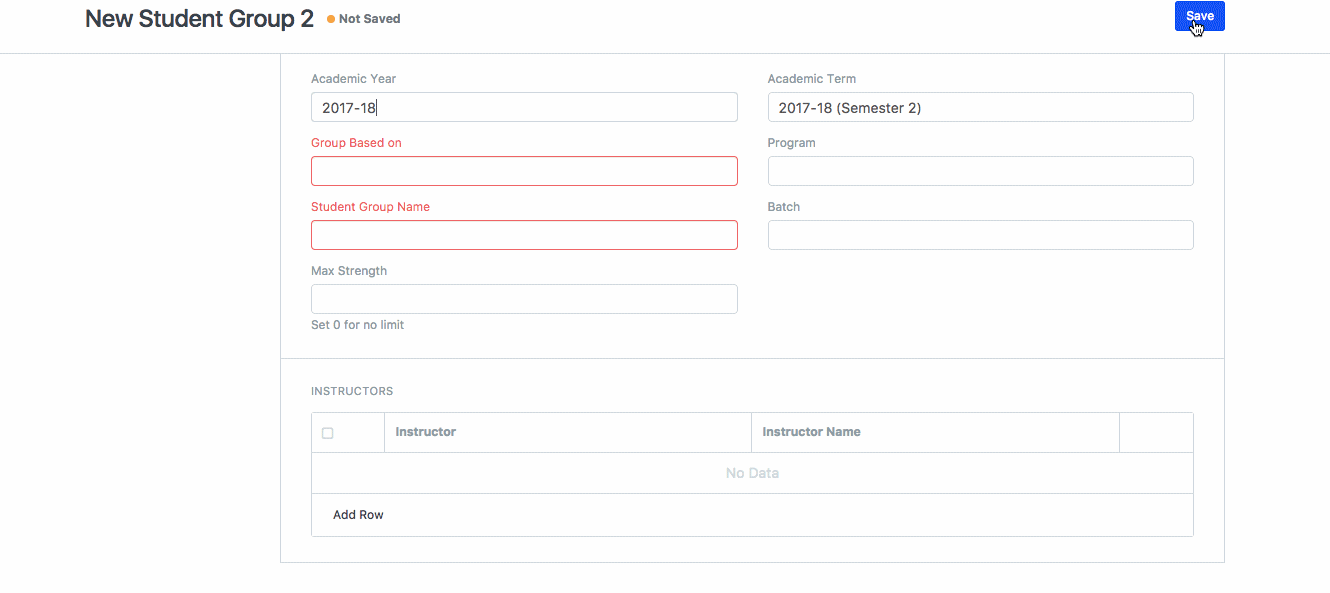 New Student Group 2 Not Saved Save
Academic Year Academic Term
2017-18 2017-18 (Semester 2)
Group Based on Program
Student Group Name Batch
Max Strength
Set 0 for no limit
INSTRUCTORS
Instructor Instructor Name
No Data
Add Row